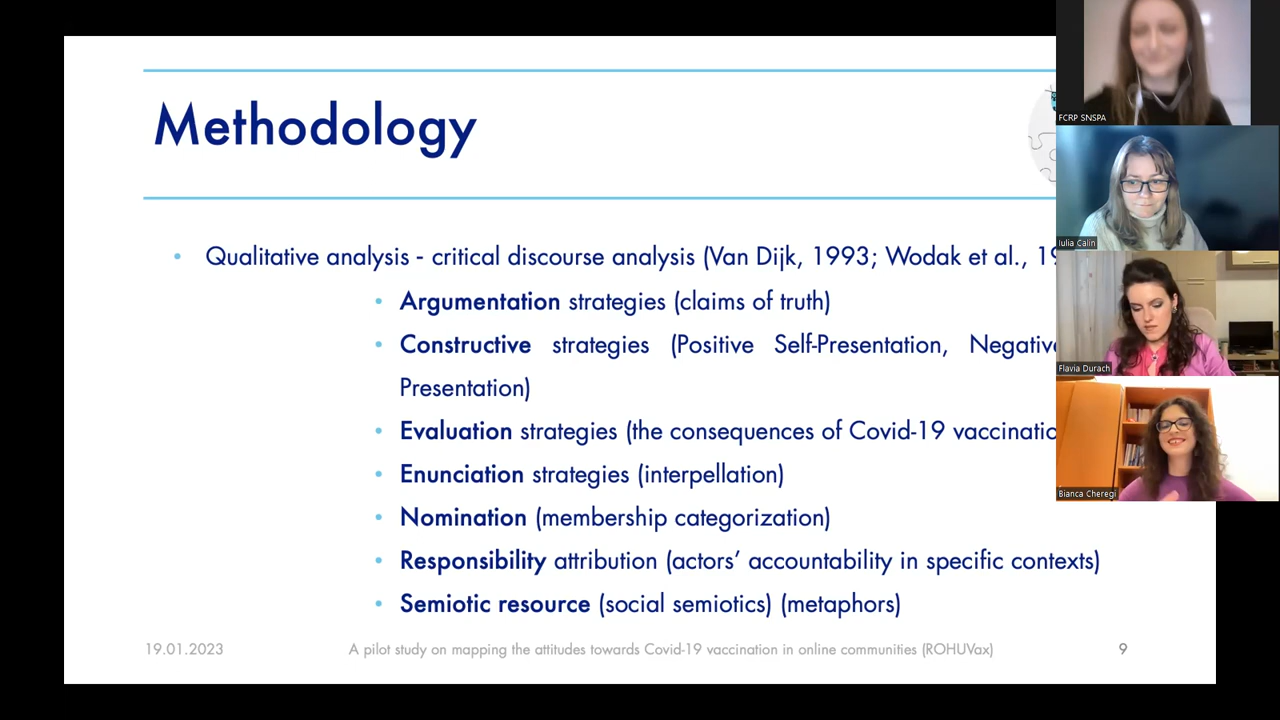 Methodology
Qualitative analysis - critical discourse analysis (Van Dijk, 1993; Wodak et al.,
Argumentation strategies (claims of truth)
Constructive strategies (Positive Self-Presentation, Negative
Presentation)
Evaluation strategies (the consequences of Covid-19
Enunciation strategies (interpellation)
Nomination (membership categorization)
Responsibility attribution (actors’ accountability in specific contexts)
Semiotic resource (social semiotics) (metaphors)
19.01.2023 A pilot study on mapping the attitudes towards Covid-19 vaccination in online communities (ROHUVax) 9
FCRP SNSPA
Iulia Calin
Flavia Durach
Bianca Cheregi